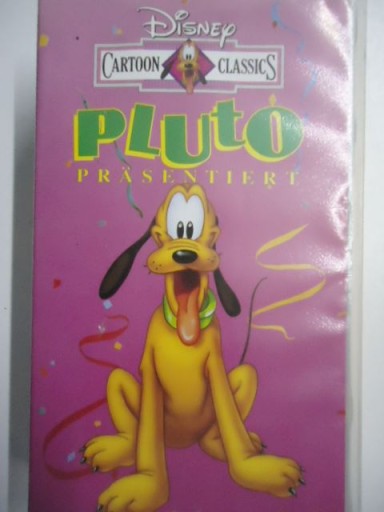 Disney
CARTOON CLASSICS
Pluto
PRÄSENTIERT